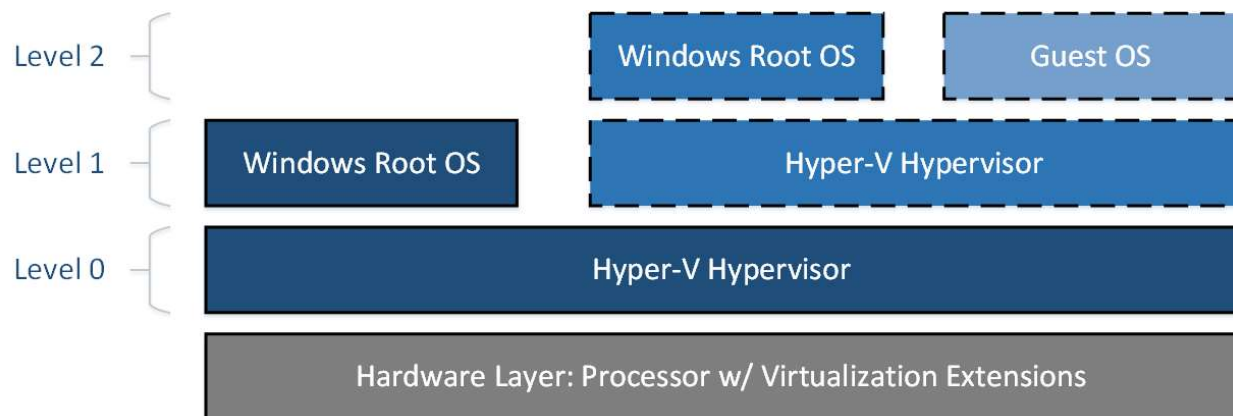 Level 2
Windows Root OS
Guest OS
Level 1
Windows Root OS
Hyper-V Hypervisor
Level 0
Hyper-V Hypervisor
Hardware Layer: Processor w/ Virtualization Extensions